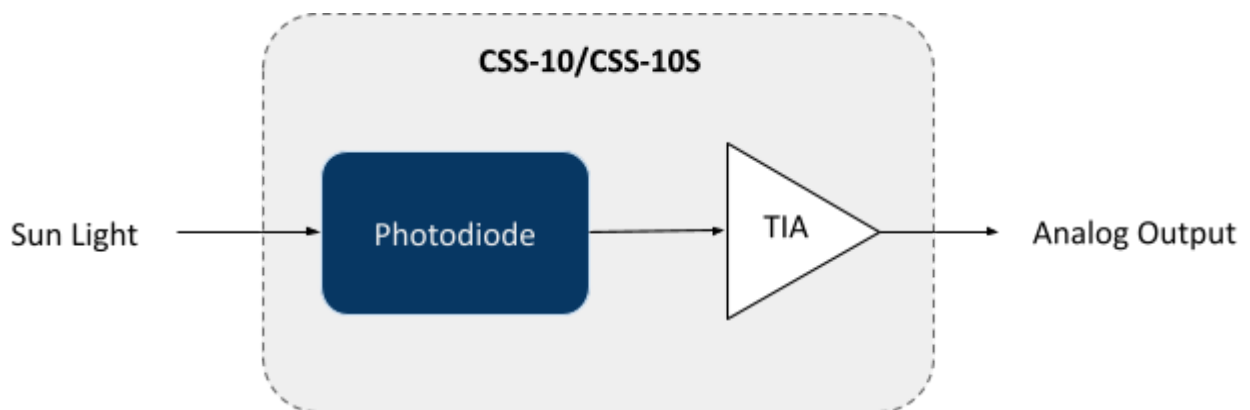 CSS-10/CSS-10S
Sun Light
Photodiode
TIA
Analog Output